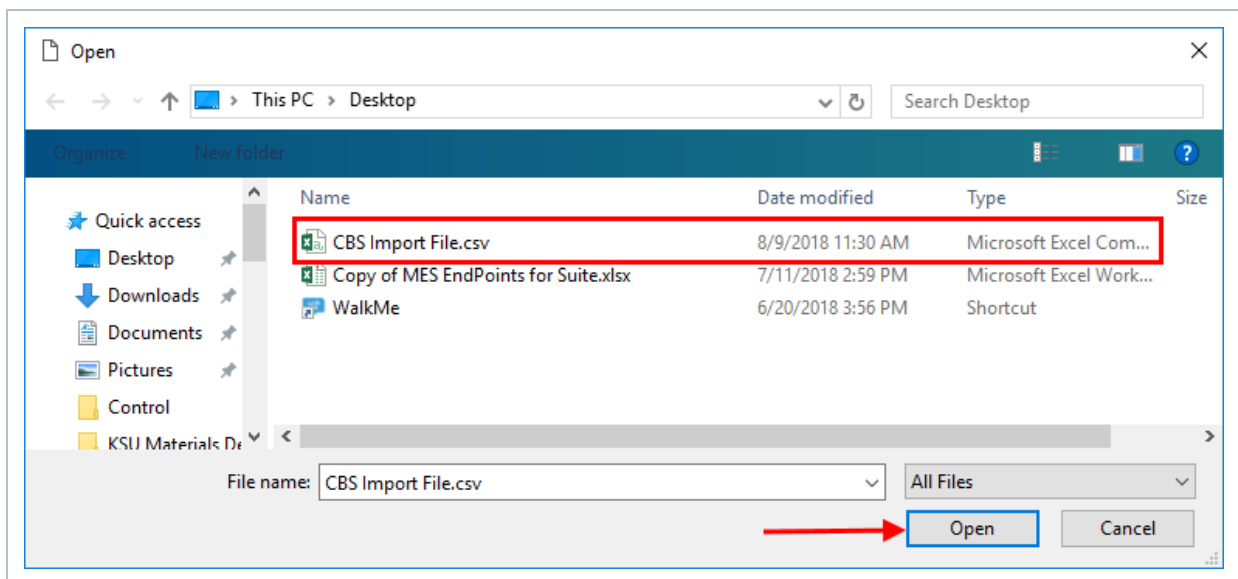 Open
This PC > Desktop
Search Desktop
Organize New folder
Name Date modified Type Size
Quick access
Desktop
Downloads
Documents
Pictures
Control
KSU Materials De
CBS Import File.csv 8/9/2018 11:30 AM Microsoft Excel Com...
Copy of MES EndPoints for Suite.xlsx 7/11/2018 2:59 PM Microsoft Excel Work...
WalkMe 6/20/2018 3:56 PM Shortcut
File name: CBS Import File.csv All Files
Open Cancel